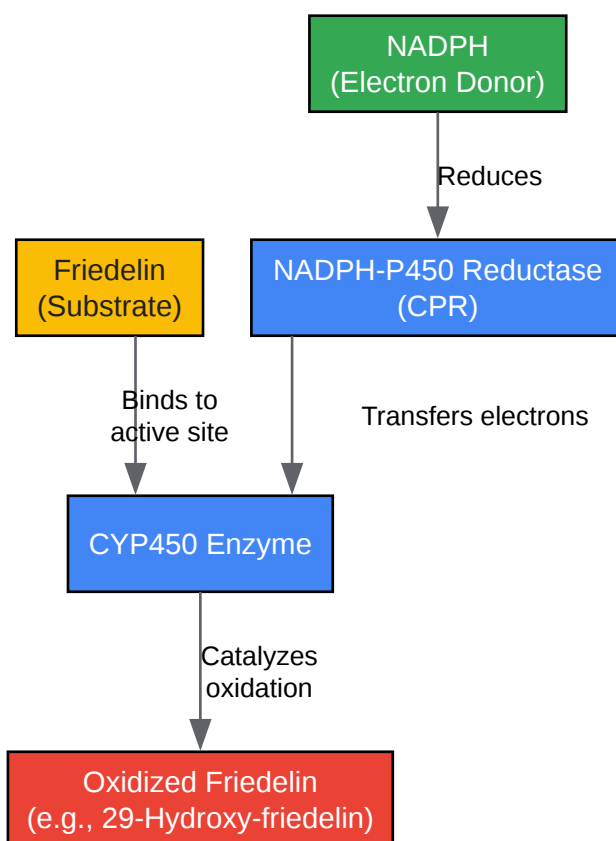 NADPH
(Electron Donor)
Reduces
Friedelin
(Substrate)
NADPH-P450 Reductase
(CPR)
Binds to
active site
Transfers electrons
CYP450 Enzyme
Catalyzes
oxidation
Oxidized Friedelin
(e.g., 29-Hydroxy-friedelin)